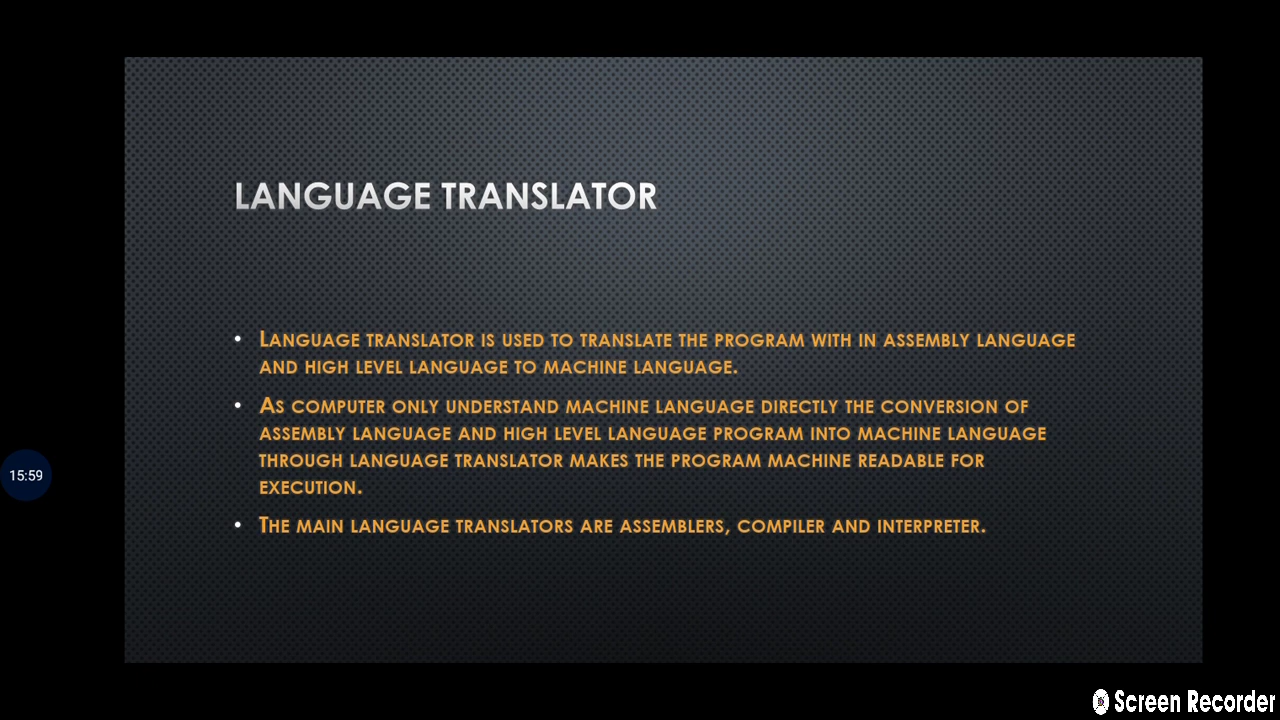 LANGUAGE TRANSLATOR
• LANGUAGE TRANSLATOR IS USED TO TRANSLATE THE PROGRAM WITH IN ASSEMBLY LANGUAGE
AND HIGH LEVEL LANGUAGE TO MACHINE LANGUAGE.
• AS COMPUTER ONLY UNDERSTAND MACHINE LANGUAGE DIRECTLY THE CONVERSION OF
ASSEMBLY LANGUAGE AND HIGH LEVEL LANGUAGE PROGRAM INTO MACHINE LANGUAGE
THROUGH LANGUAGE TRANSLATOR MAKES THE PROGRAM MACHINE READABLE FOR
EXECUTION.
15:59
• THE MAIN LANGUAGE TRANSLATORS ARE ASSEMBLERS, COMPILER AND INTERPRETER.
Screen Recorder